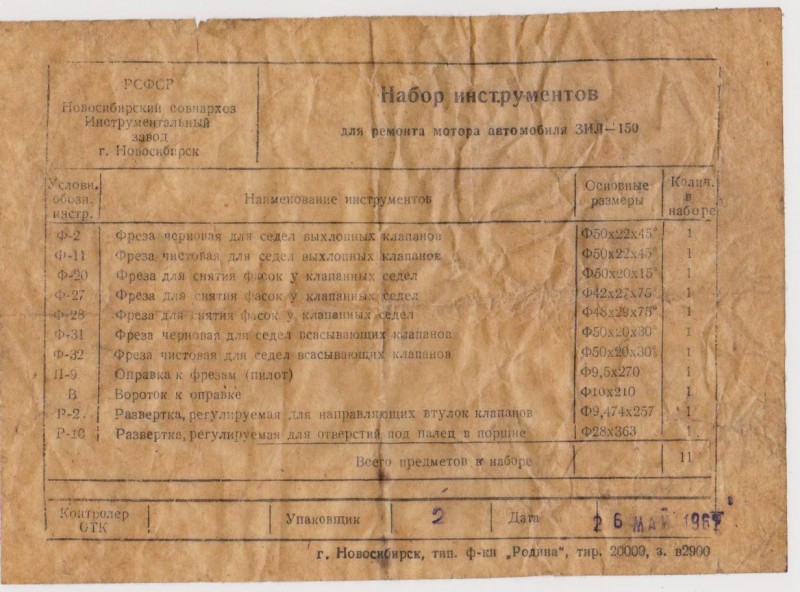 РСФСР
Новосибирский совнархоз
Инструментальный
завод
г. Новосибирск
Набор инструментов
для ремонта мотора автомобиля ЗИЛ—150
Условн. обозн. инстр. Наименование инструментов Основные размеры Колич. в наборе
Ф-2 Фреза черновая для седел выхлопных клапанов Ф50х22х45° 1
Ф-11 Фреза чистовая для седел выхлопных клапанов Ф50х22х45° 1
Ф-20 Фреза для снятия фасок у клапанных седел Ф50х20х15° 1
Ф-27 Фреза для снятия фасок у клапанных седел Ф42х27х75° 1
Ф-28 Фреза для снятия фасок у клапанных седел Ф48х29х75° 1
Ф-31 Фреза черновая для седел всасывающих клапанов Ф50х20х30° 1
Ф-32 Фреза чистовая для седел всасывающих клапанов Ф50х20х30° 1
П-9 Оправка к фрезам (пилот) Ф9,5х270 1
В Вороток к оправке Ф10х210 1
Р-2 Развертка, регулируемая для направляющих втулок клапанов Ф9,474х257 1
Р-10 Развертка, регулируемая для отверстий под палец в поршне Ф28х363 1
Всего предметов в наборе 11
Контролер ОТК Упаковщик 2 Дата 26 МАЙ
г. Новосибирск, тип. ф-ки „Родина“, тир. 20000, з. в2900